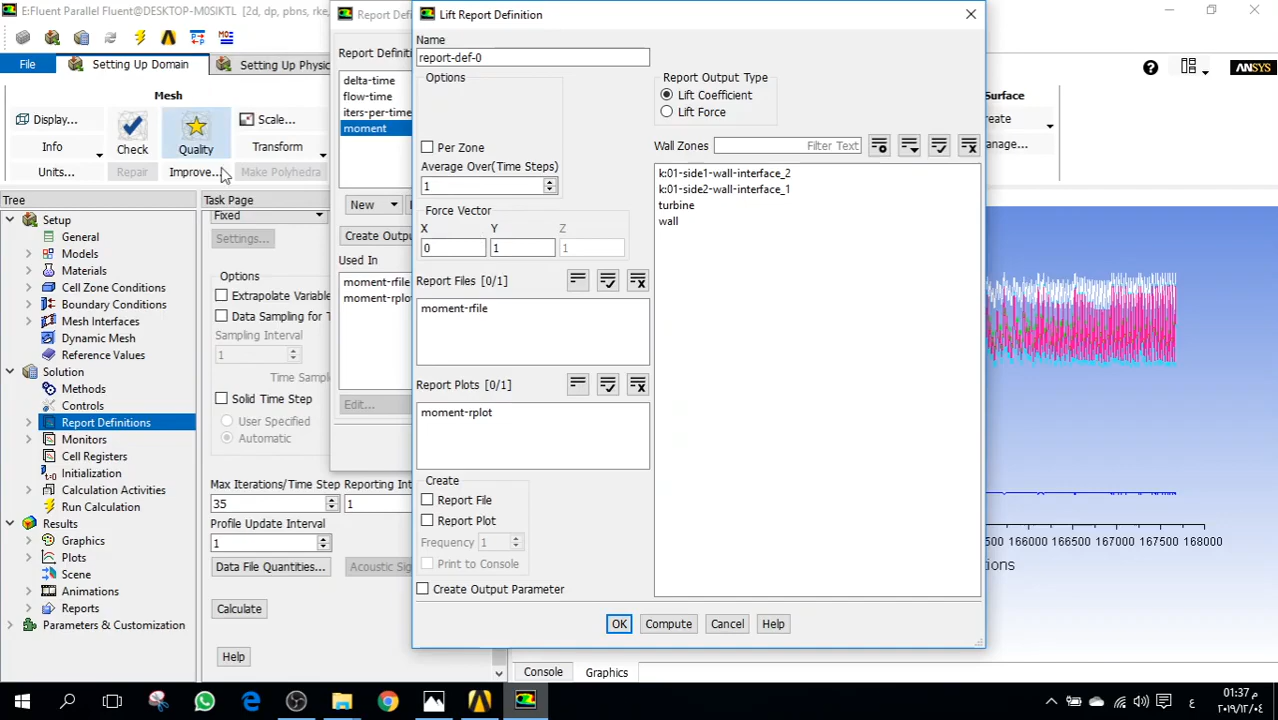 E:Fluent Parallel Fluent@DESKTOP-M0SIKTL [2d, dp, pbns, rke,
Report Defi
Lift Report Definition
File
Setting Up Domain
Setting Up Physic
ANSYS
Mesh
Surface
Display...
Info
Units...
Check
Repair
Quality
Improve...
Scale...
Transform
Make Polyhedra
reate
anage...
Tree
Setup
General
Models
Materials
Cell Zone Conditions
Boundary Conditions
Mesh Interfaces
Dynamic Mesh
Reference Values
Solution
Methods
Controls
Report Definitions
Monitors
Cell Registers
Initialization
Calculation Activities
Run Calculation
Results
Graphics
Plots
Scene
Animations
Reports
Parameters & Customization
Task Page
Fixed
Settings...
Options
Extrapolate Variable
Data Sampling for T
Sampling Interval
1
Time Sampl
Solid Time Step
User Specified
Automatic
Max Iterations/Time Step
Reporting Int
35
1
Profile Update Interval
1
Data File Quantities...
Acoustic Sig
Calculate
Help
Report Definiti
delta-time
flow-time
iters-per-time
moment
New
Create Outpu
Used In
moment-rfile
moment-rplot
Edit...
Name
report-def-0
Options
Per Zone
Average Over(Time Steps)
1
Force Vector
X
Y
Z
0
1
1
Report Files [0/1]
moment-rfile
Report Plots [0/1]
moment-rplot
Create
Report File
Report Plot
Frequency 1
Print to Console
Create Output Parameter
Report Output Type
Lift Coefficient
Lift Force
Wall Zones
Filter Text
k:01-side1-wall-interface_2
k:01-side2-wall-interface_1
turbine
wall
OK
Compute
Cancel
Help
500 166000 166500 167000 167500 168000
ions
Console
Graphics
ع
01:37 م
٢٠١٩/١٢/٠٤